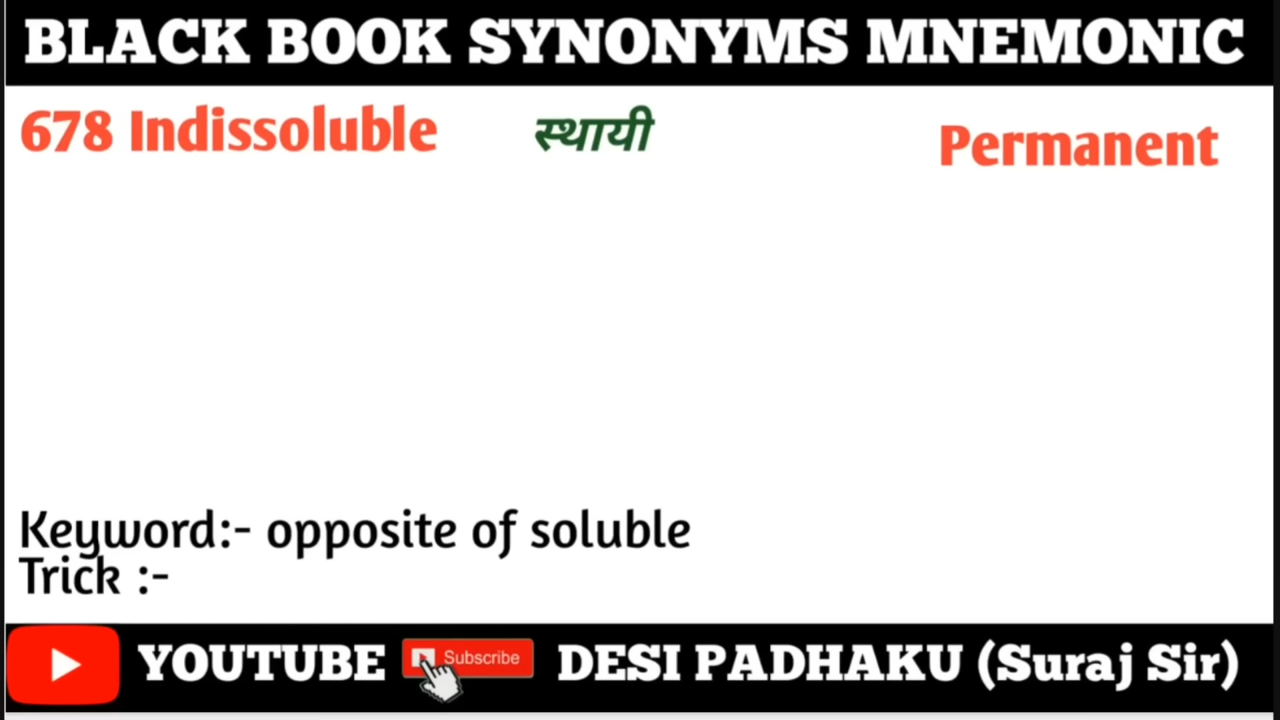 BLACK BOOK SYNONYMS MNEMONIC
678 Indissoluble स्थायी Permanent
Keyword:- opposite of soluble
Trick :-
YOUTUBE Subscribe DESI PADHAKU (Suraj Sir)